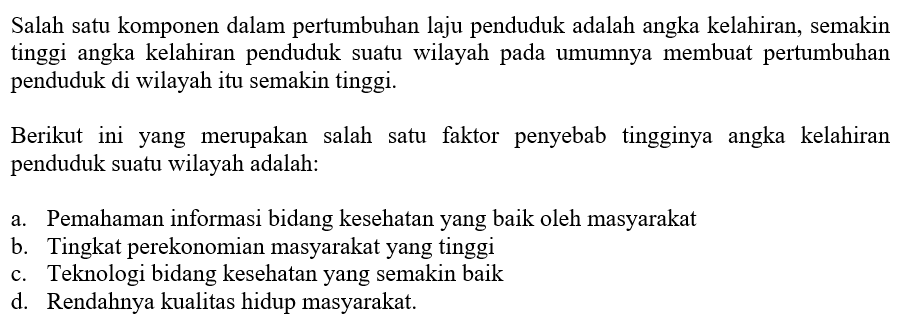 Salah satu komponen dalam pertumbuhan laju penduduk adalah angka kelahiran, semakin
tinggi angka kelahiran penduduk suatu wilayah pada umumnya membuat pertumbuhan
penduduk di wilayah itu semakin tinggi.
Berikut ini yang merupakan salah satu faktor penyebab tingginya angka kelahiran
penduduk suatu wilayah adalah:
a. Pemahaman informasi bidang kesehatan yang baik oleh masyarakat
b. Tingkat perekonomian masyarakat yang tinggi
c. Teknologi bidang kesehatan yang semakin baik
d. Rendahnya kualitas hidup masyarakat.